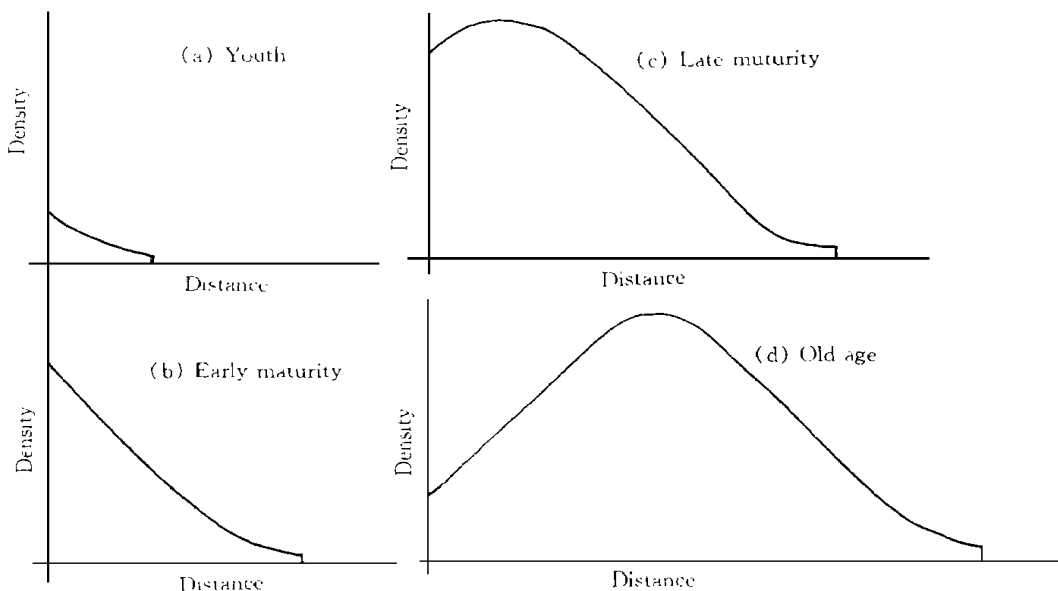 (a) Youth
Density
Distance
(b) Early maturity
Density
Distance
(c) Late muturity
Density
Distance
(d) Old age
Density
Distance